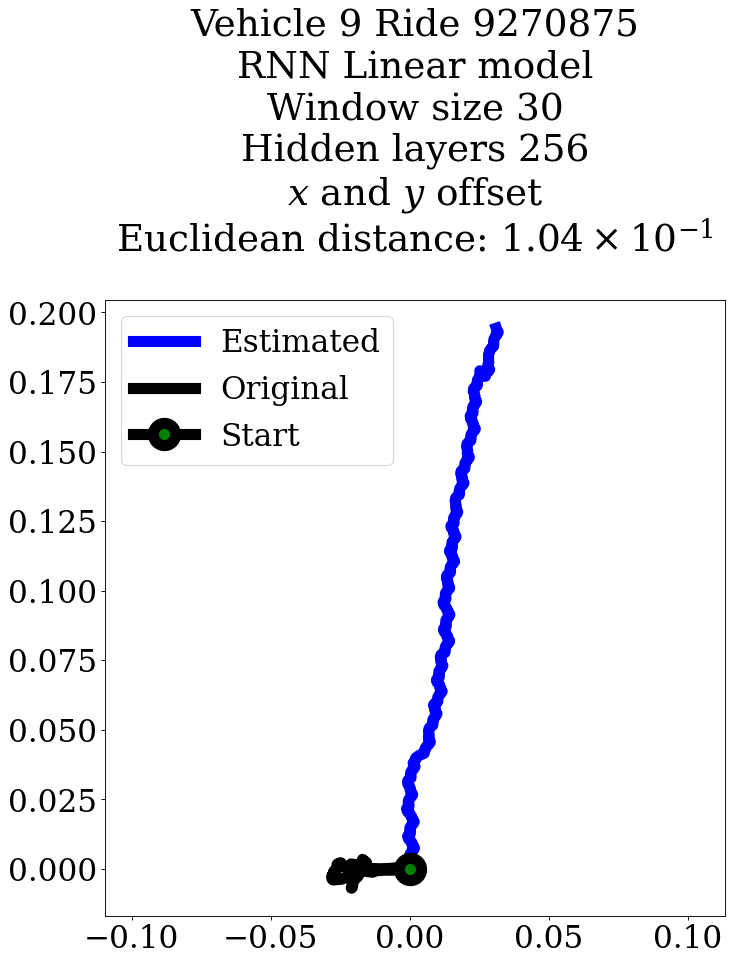 Vehicle 9 Ride 9270875
RNN Linear model
Window size 30
Hidden layers 256
x and y offset
Euclidean distance: 1.04 × 10⁻¹
Estimated
Original
Start
0.200
0.175
0.150
0.125
0.100
0.075
0.050
0.025
0.000
−0.10 −0.05 0.00 0.05 0.10